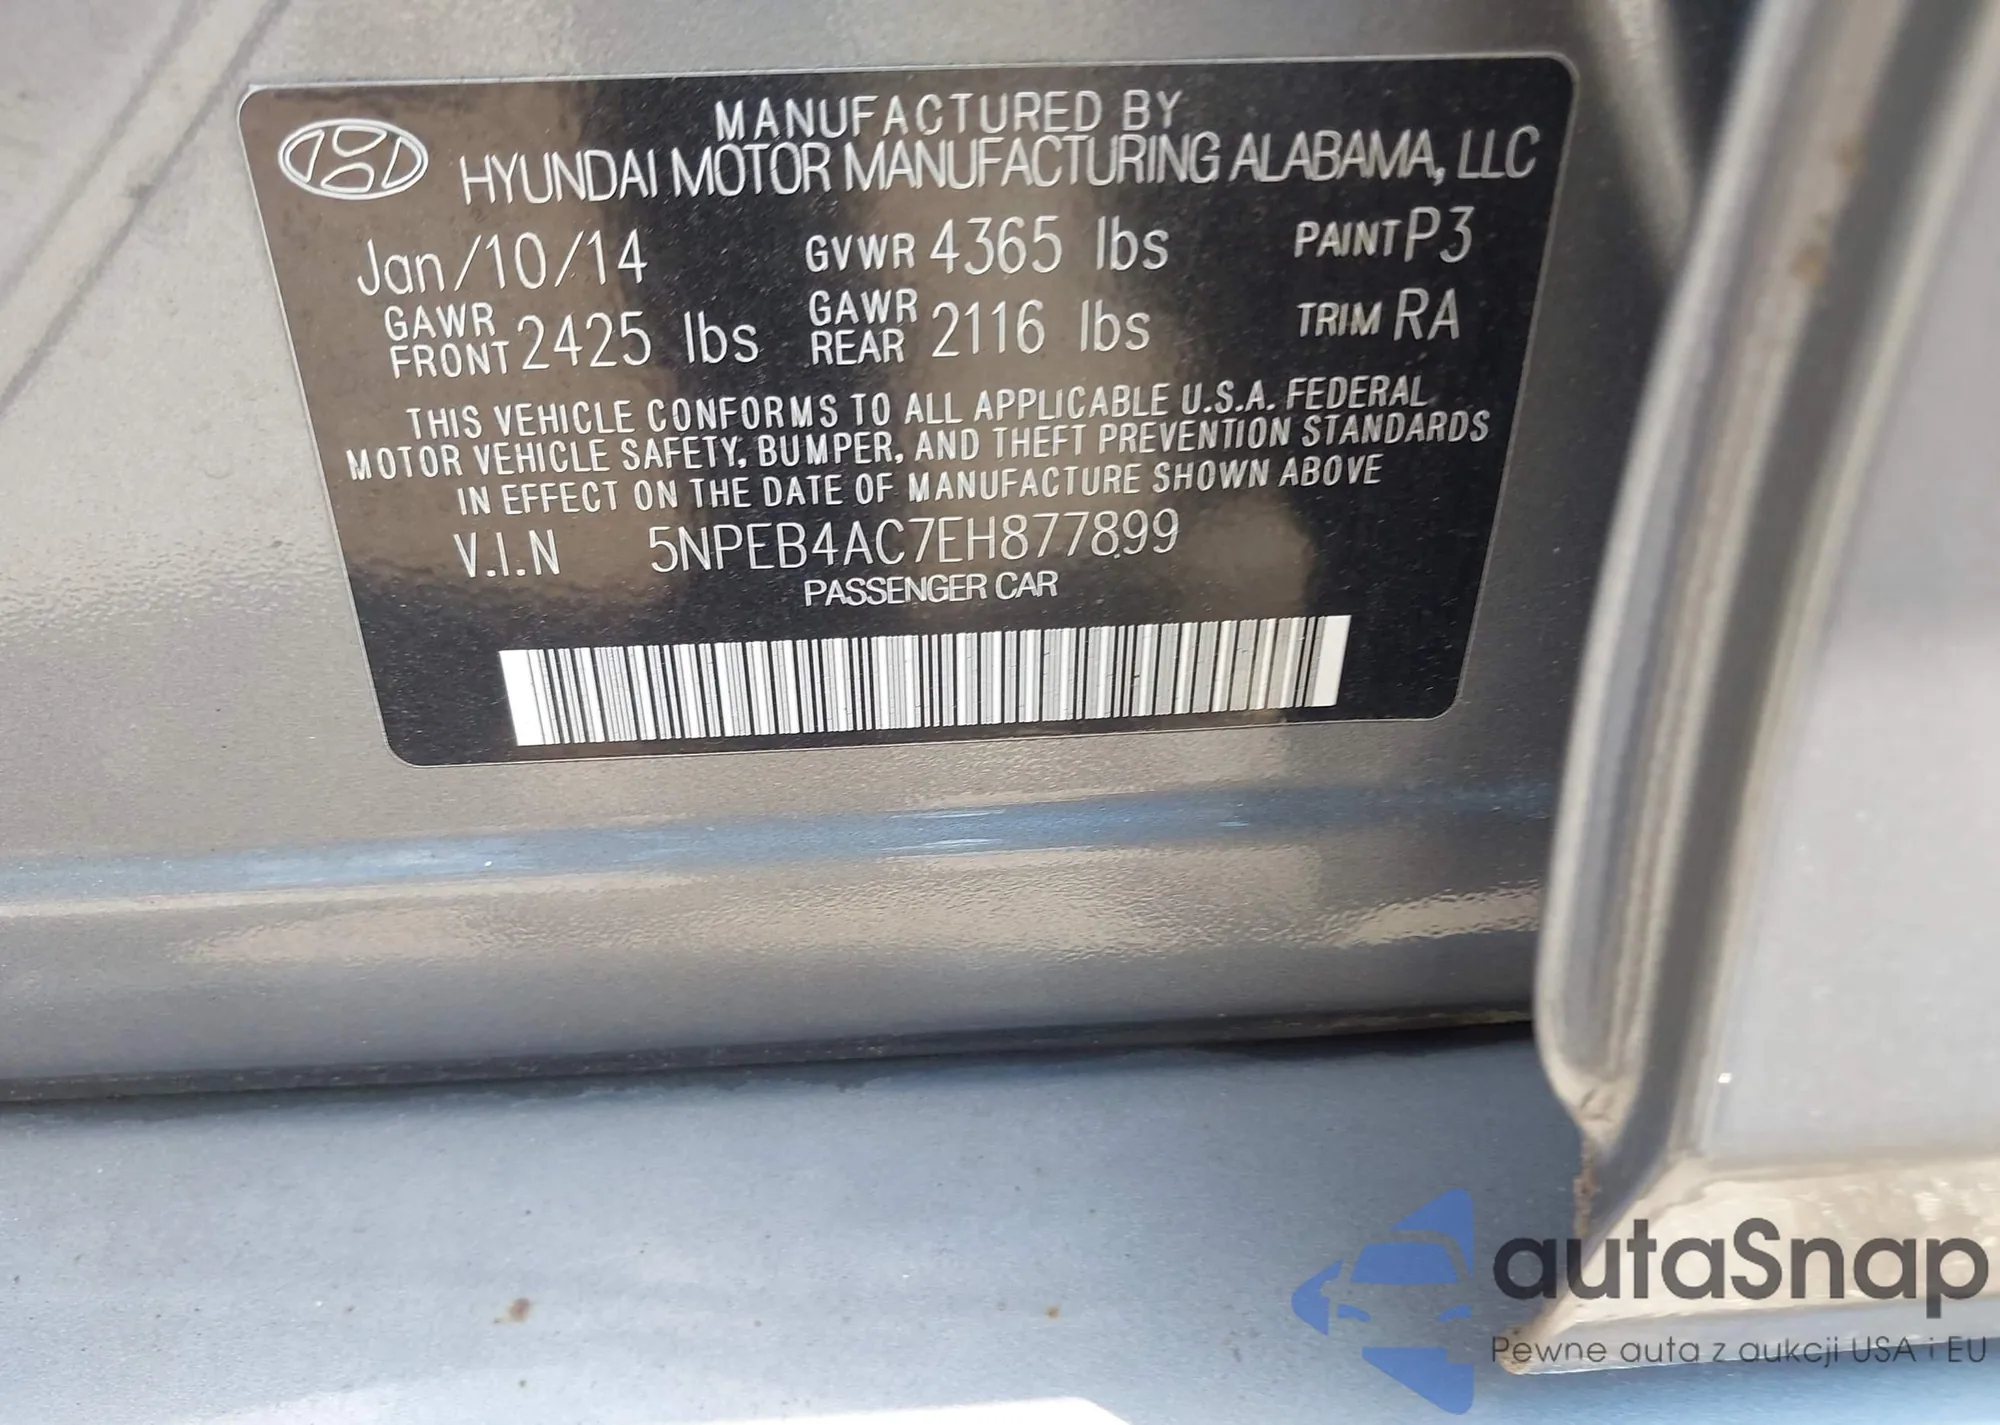 MANUFACTURED BY
HYUNDAI MOTOR MANUFACTURING ALABAMA, LLC
Jan/10/14 GVWR 4365 lbs PAINT P3
GAWR FRONT 2425 lbs GAWR REAR 2116 lbs TRIM RA
THIS VEHICLE CONFORMS TO ALL APPLICABLE U.S.A. FEDERAL
MOTOR VEHICLE SAFETY, BUMPER, AND THEFT PREVENTION STANDARDS
IN EFFECT ON THE DATE OF MANUFACTURE SHOWN ABOVE
V.I.N 5NPEB4AC7EH877899
PASSENGER CAR
autaSnap
Pewne auta z aukcji USA i EU